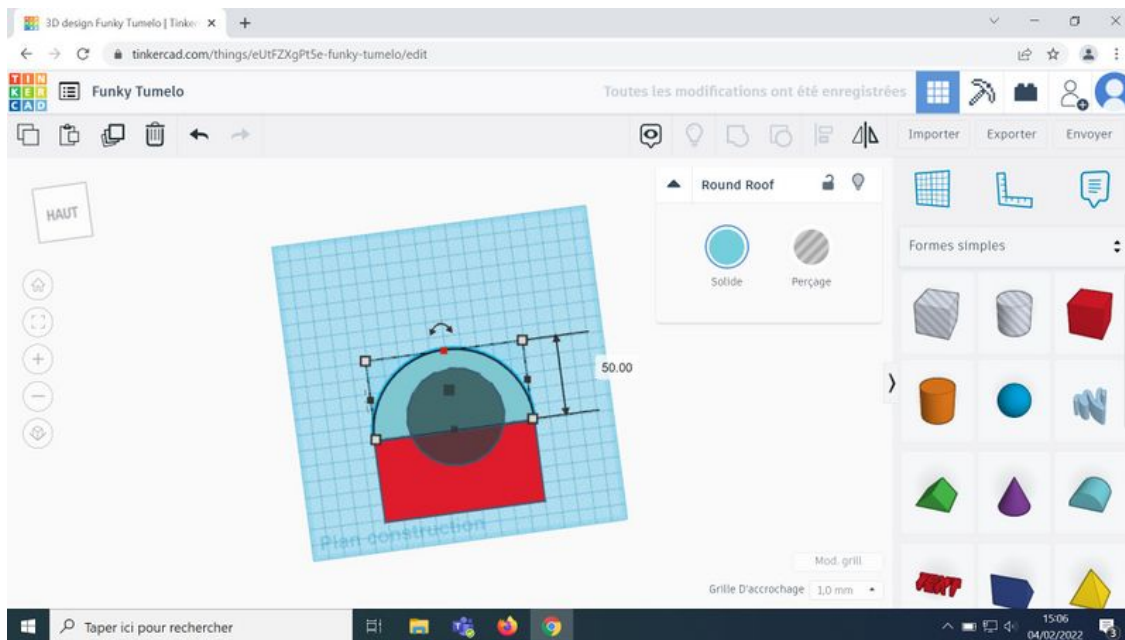 3D design Funky Tumelo | Tinker
tinkercad.com/things/eUtFZXgPt5e-funky-tumelo/edit
TIN
KER
CAD
Funky Tumelo
Toutes les modifications ont été enregistrées
Importer
Exporter
Envoyer
HAUT
Round Roof
Solide
Perçage
Formes simples
50.00
Plan construction
TEXT
Mod. grill
Grille D'accrochage
1,0 mm
Taper ici pour rechercher
15:06
04/02/2022
3